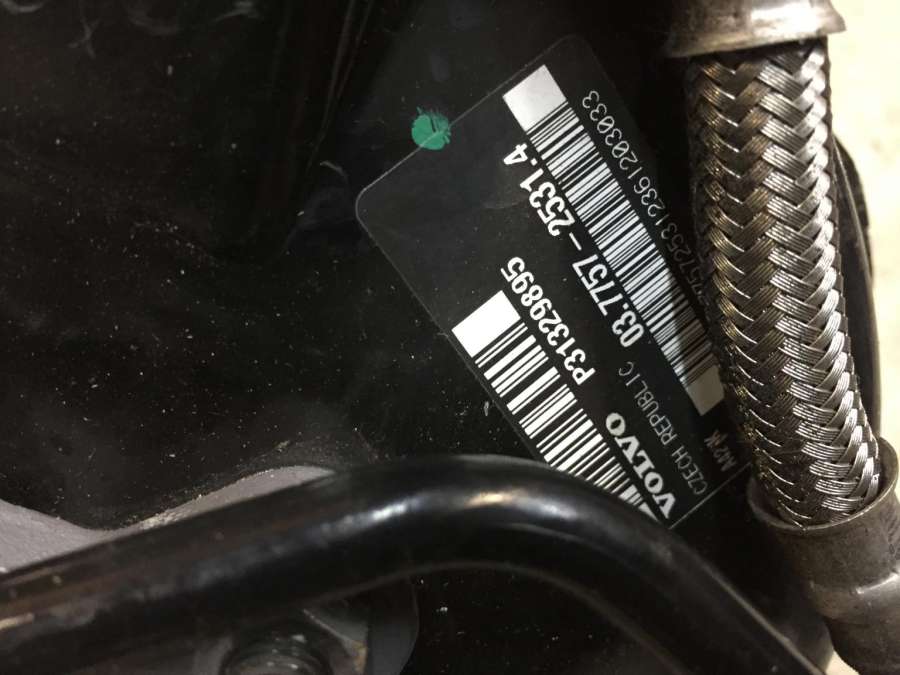 VOLVO
P31329895
CZECH REPUBLIC
03.7757-2531.4